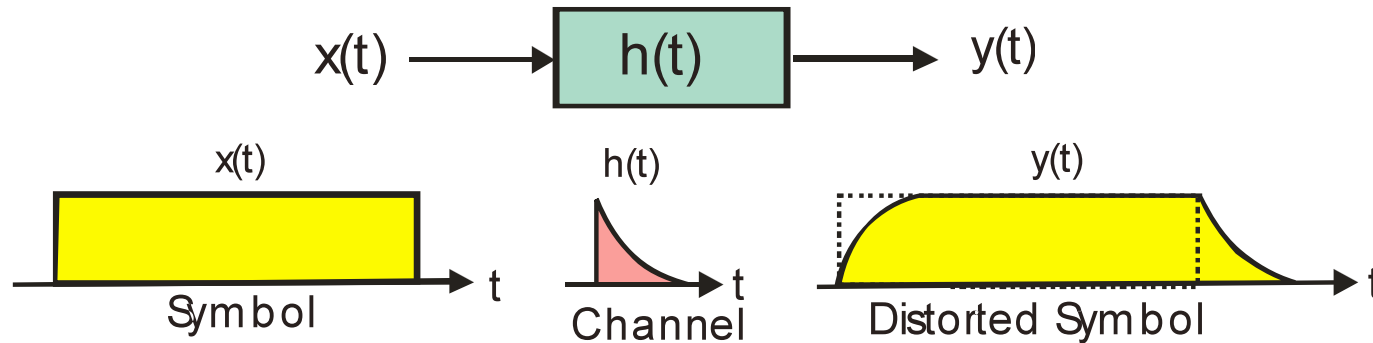 x(t) h(t) y(t)
x(t) h(t) y(t)
t t t
Symbol Channel Distorted Symbol